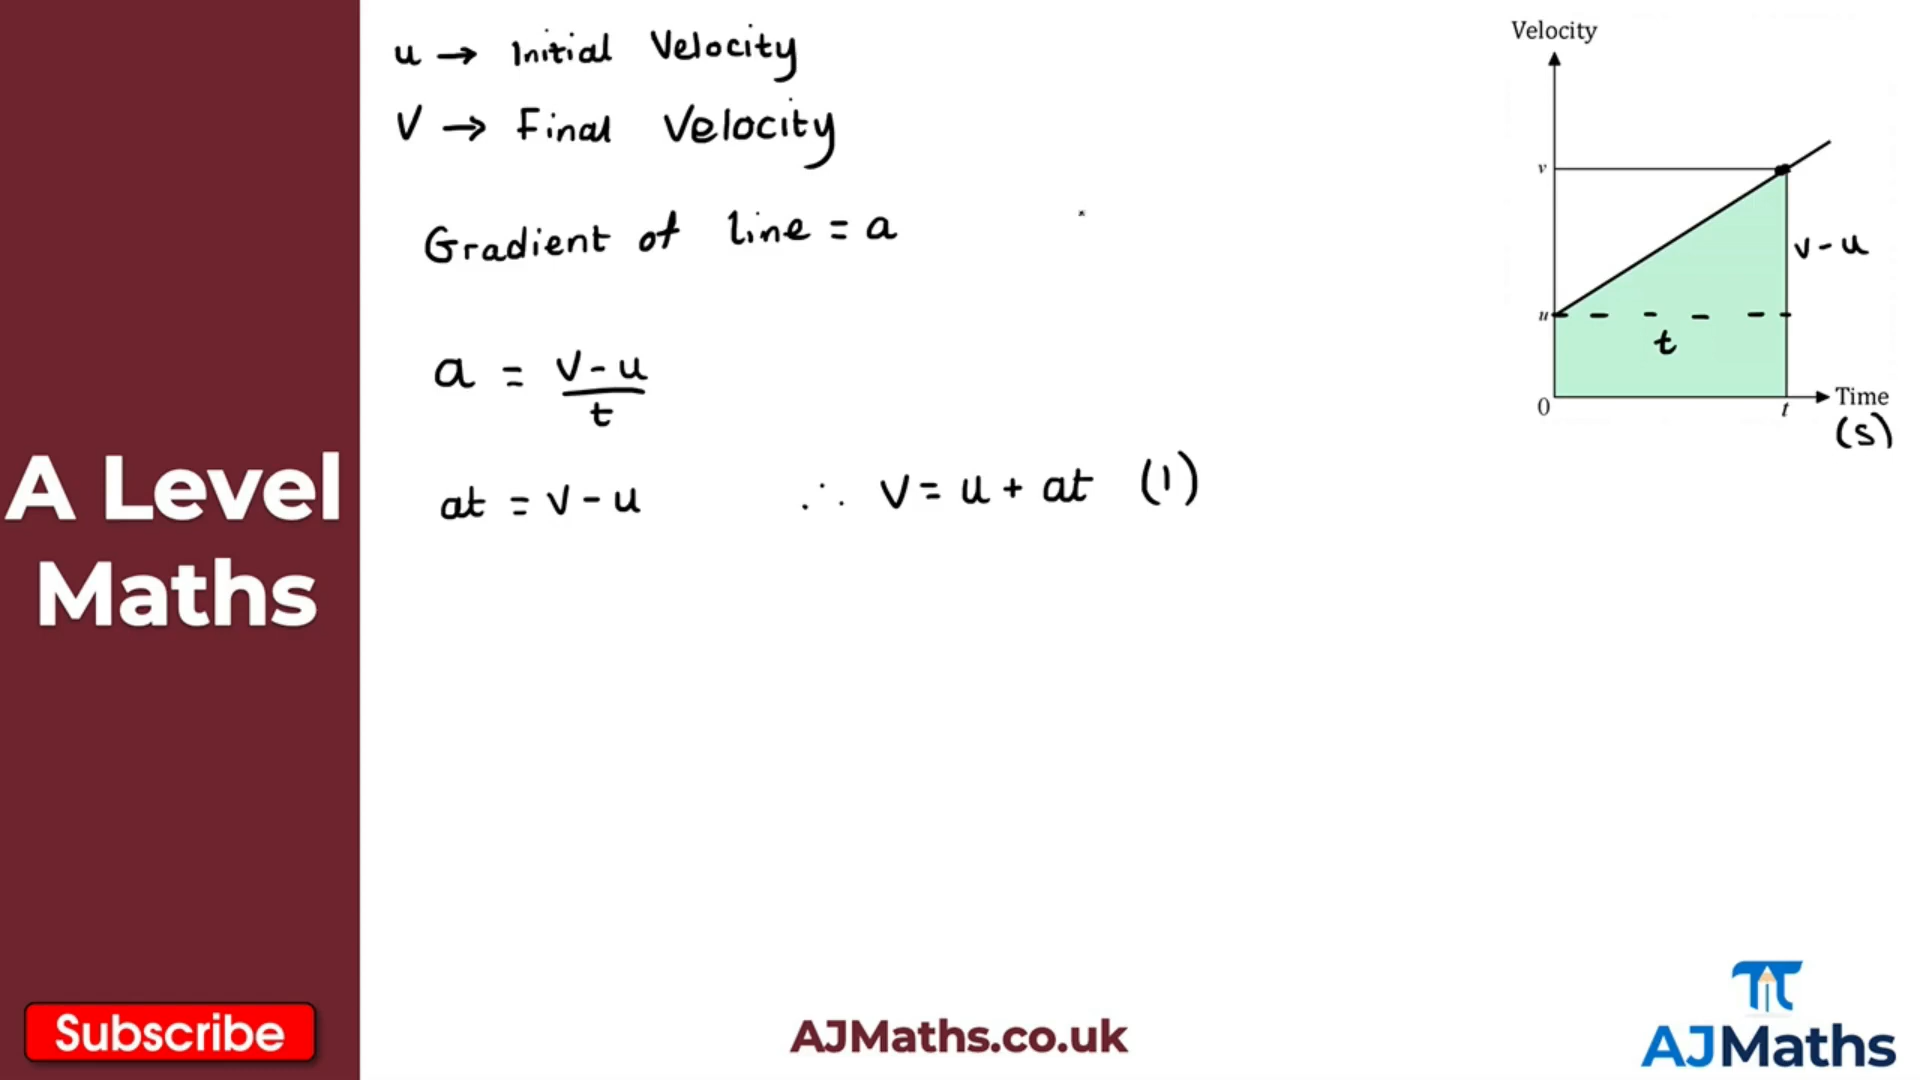 u → Initial Velocity
V → Final Velocity
Gradient of line = a
a = v - u / t
at = v - u ∴ v = u + at (1)
Velocity
v
v - u
u
t
0
t
Time
(s)
A Level
Maths
Subscribe
AJMaths.co.uk
AJMaths